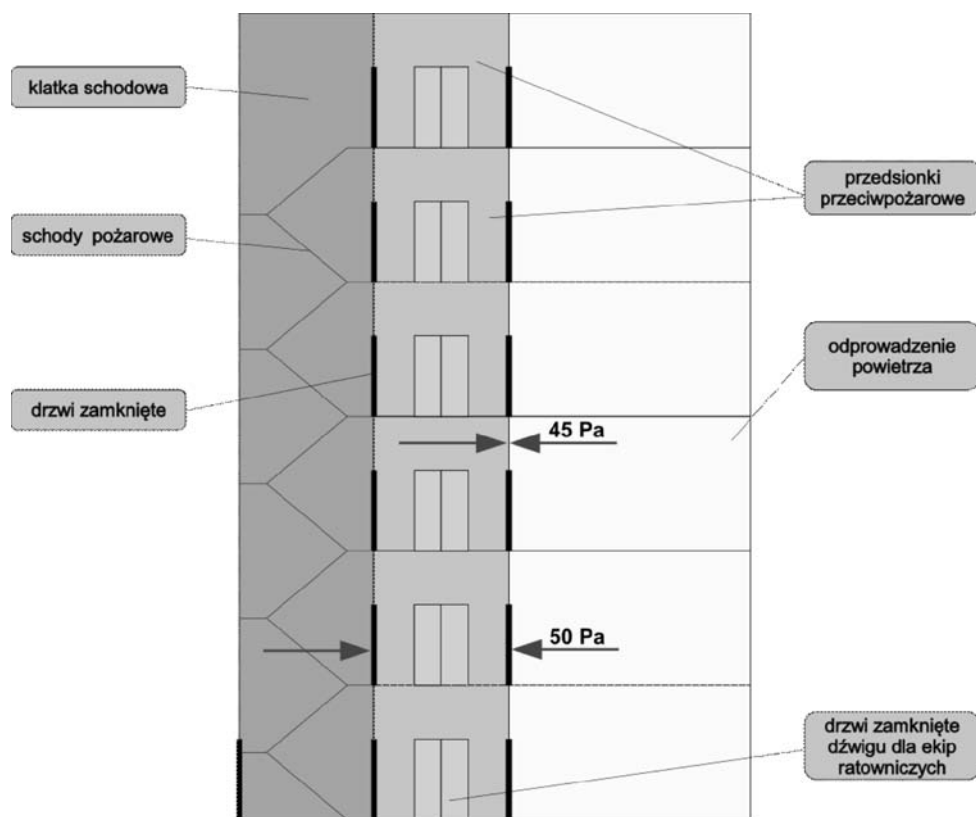 klatka schodowa
przedsionki
przeciwpożarowe
schody pożarowe
odprowadzenie
powietrza
drzwi zamknięte
45 Pa
50 Pa
drzwi zamknięte
dźwigu dla ekip
ratowniczych